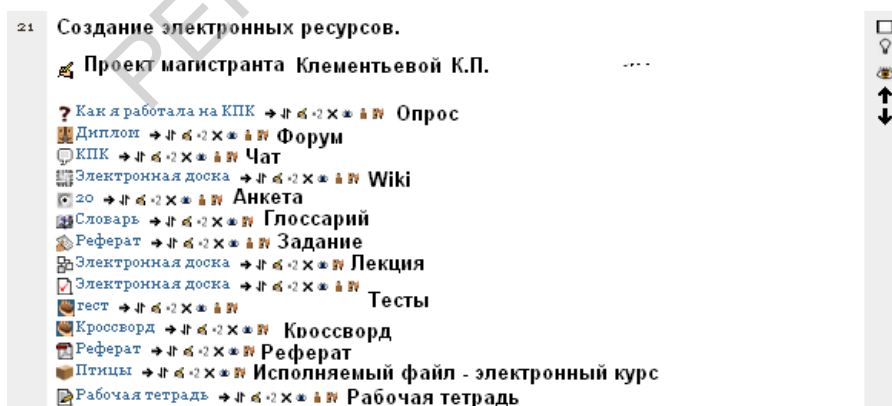 21 Создание электронных ресурсов.
Проект магистранта Клементьевой К.П.
Как я работала на КПК Опрос
Диплом Форум
КПК Чат
Электронная доска Wiki
20 Анкета
Словарь Глоссарий
Реферат Задание
Электронная доска Лекция
Электронная доска
тест Тесты
Кроссворд Кроссворд
Реферат Реферат
Птицы Исполняемый файл - электронный курс
Рабочая тетрадь Рабочая тетрадь